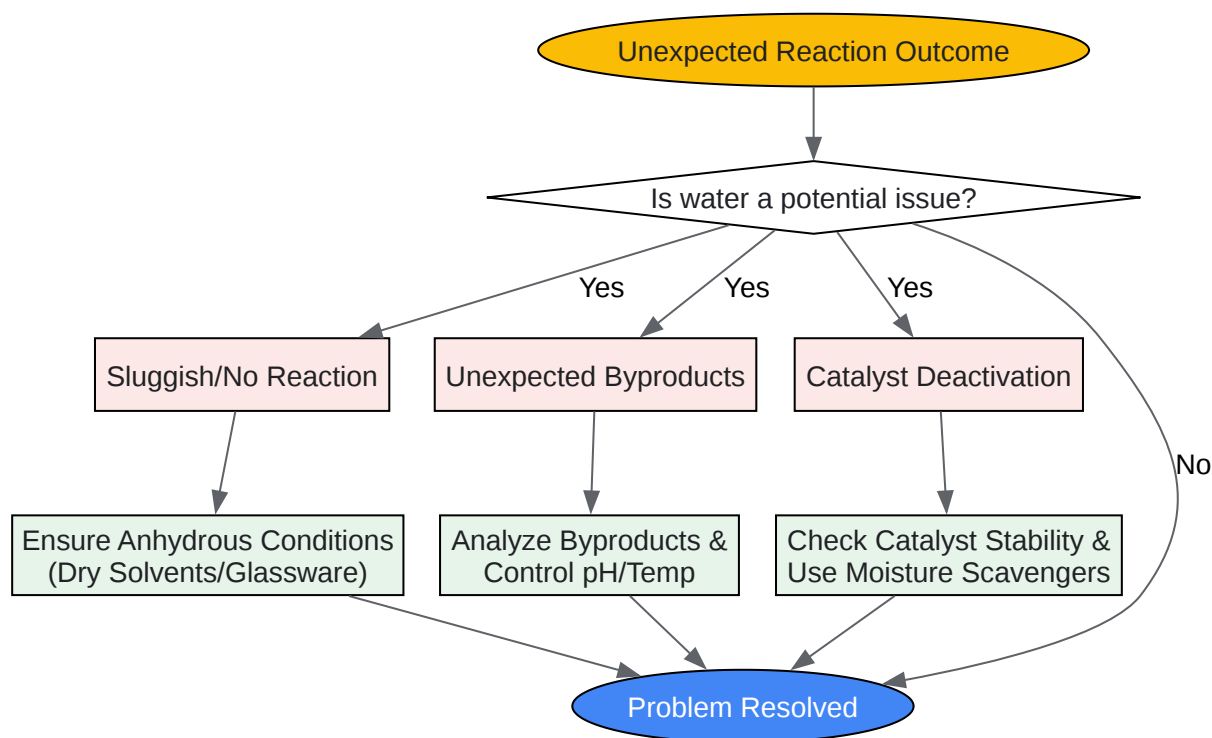 Unexpected Reaction Outcome
Is water a potential issue?
Yes
Yes
Yes
Sluggish/No Reaction
Unexpected Byproducts
Catalyst Deactivation
No
Ensure Anhydrous Conditions
(Dry Solvents/Glassware)
Analyze Byproducts &
Control pH/Temp
Check Catalyst Stability &
Use Moisture Scavengers
Problem Resolved